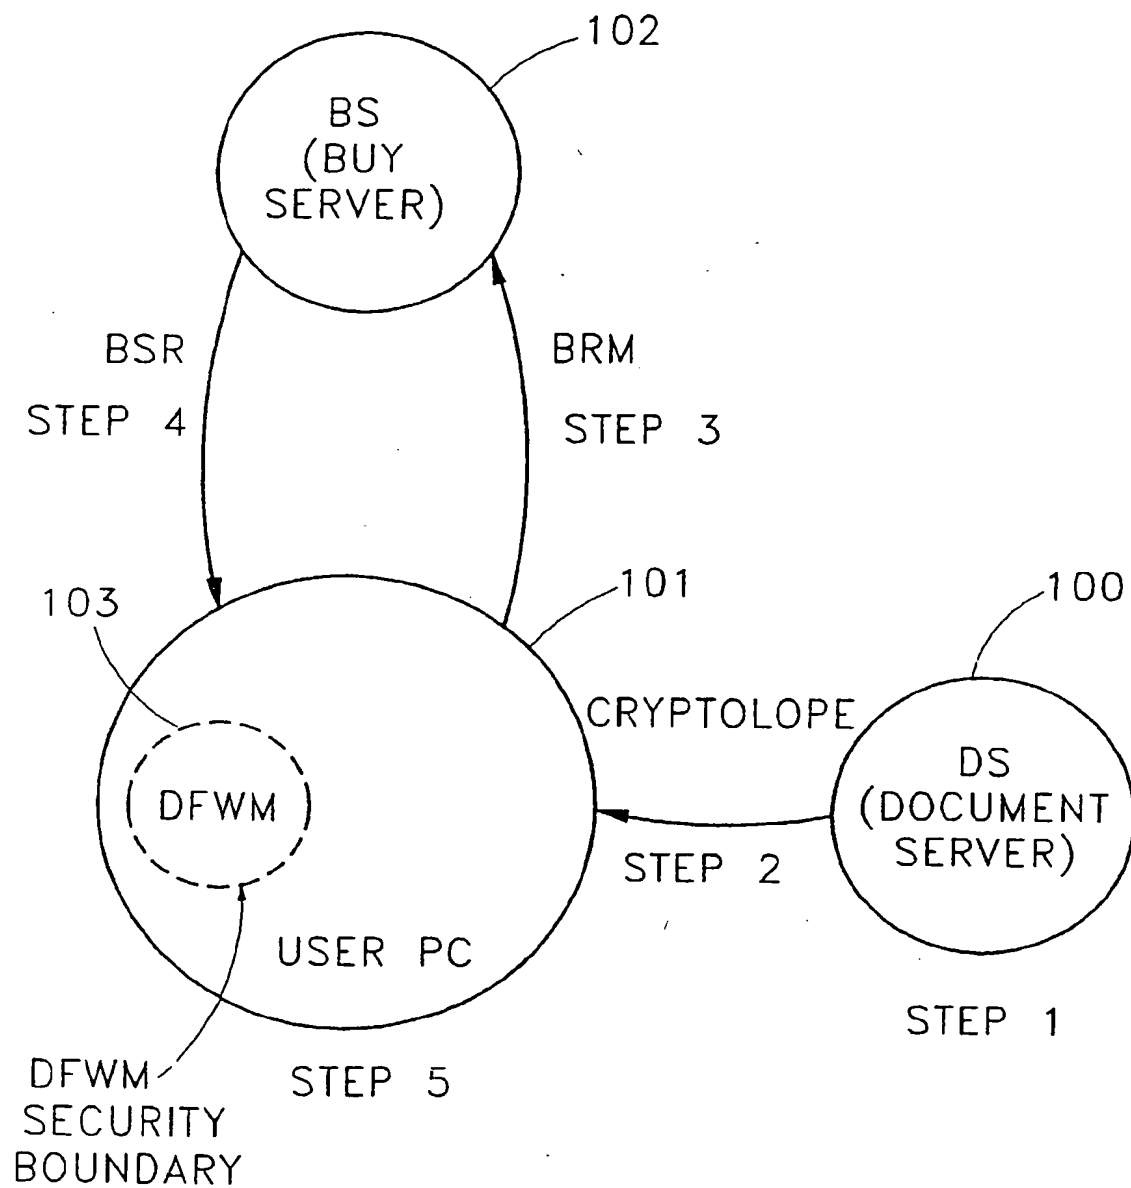 102
BS
(BUY
SERVER)
BSR
BRM
STEP 4
STEP 3
103
101
100
CRYPTOLOPE
DS
(DOCUMENT
SERVER)
DFWM
STEP 2
USER PC
STEP 1
STEP 5
DFWM
SECURITY
BOUNDARY